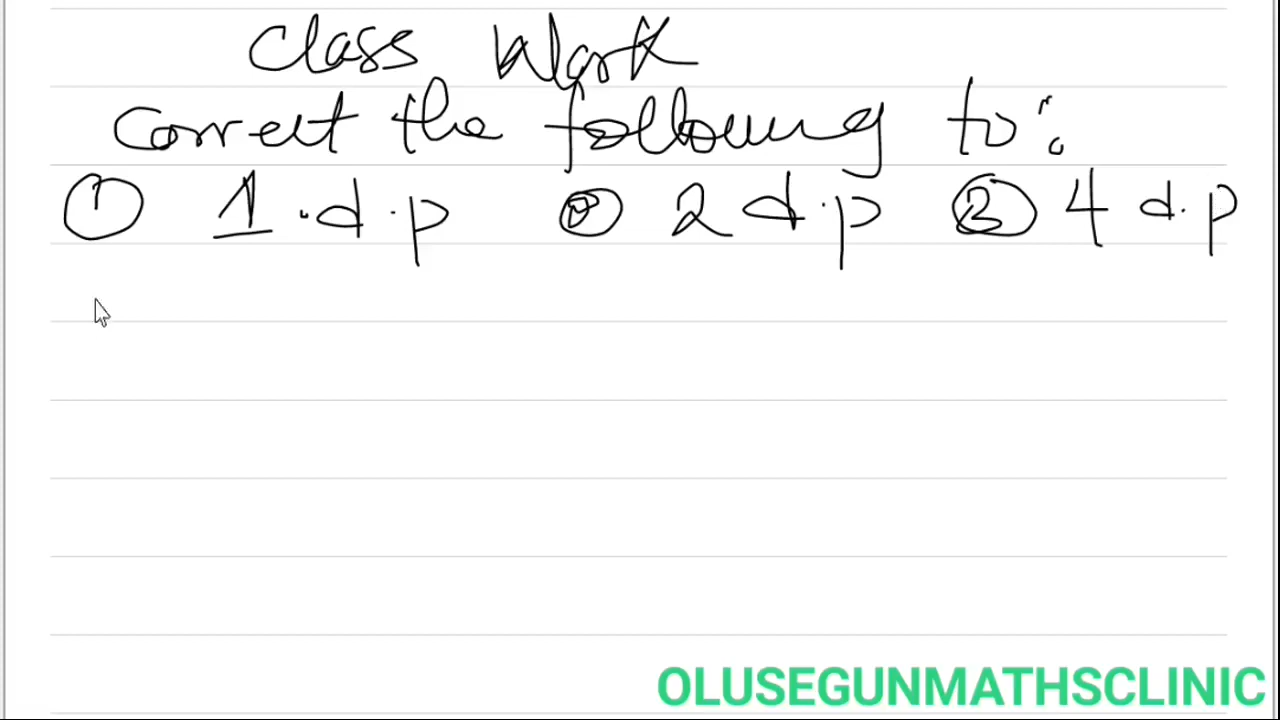 Class Work
Correct the following to:
① 1.d.p ② 2 d.p ③ 4 d.p
OLUSEGUNMATHSCLINIC